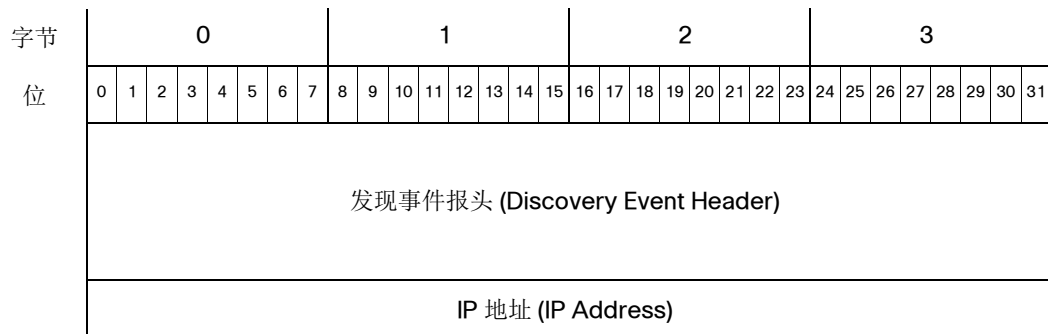 字节 0 1 2 3
位 0 1 2 3 4 5 6 7 8 9 10 11 12 13 14 15 16 17 18 19 20 21 22 23 24 25 26 27 28 29 30 31
发现事件报头 (Discovery Event Header)
IP 地址 (IP Address)